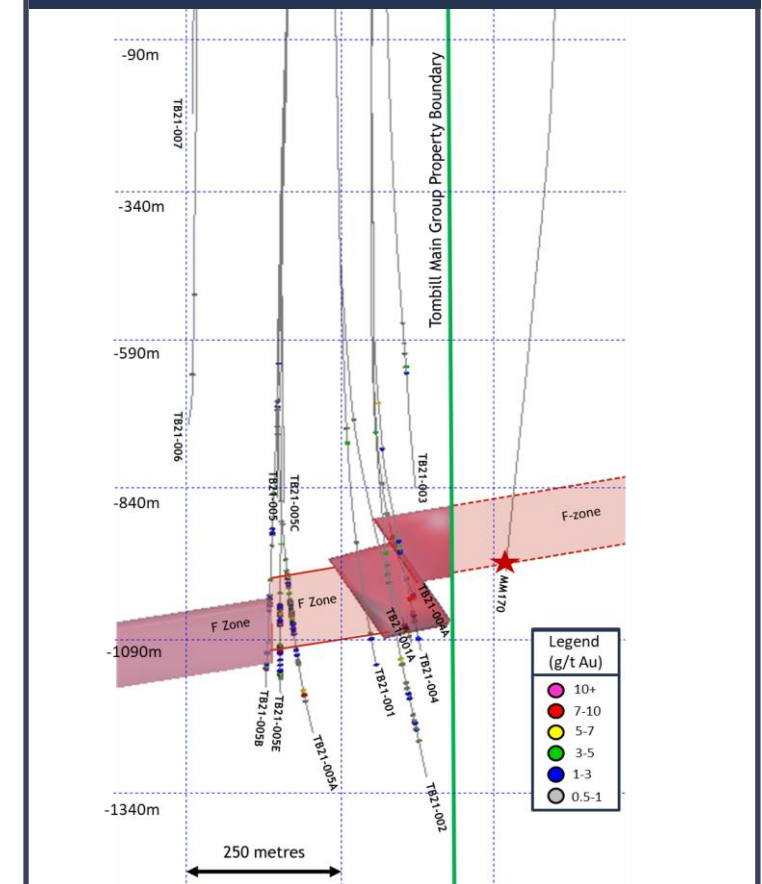 -90m
TB21-007
Tombill Main Group Property Boundary
-340m
-590m
TB21-006
TB21-003
-840m
TB21-005
TB21-005C
F-zone
MM170
F Zone
F Zone
TB21-004A
TB21-001A
-1090m
TB21-004
TB21-001
TB21-005B
TB21-005E
TB21-005A
TB21-002
-1340m
250 metres
Legend
(g/t Au)
10+
7-10
5-7
3-5
1-3
0.5-1